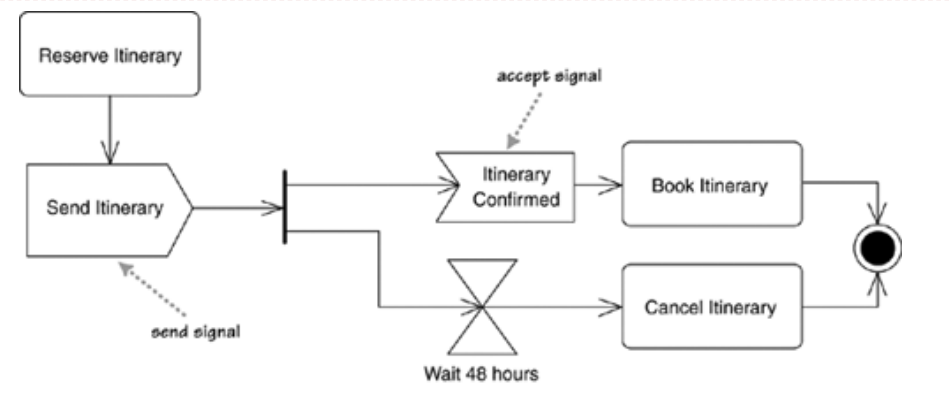 Reserve Itinerary
accept signal
Itinerary
Confirmed
Book Itinerary
Send Itinerary
Cancel Itinerary
send signal
Wait 48 hours